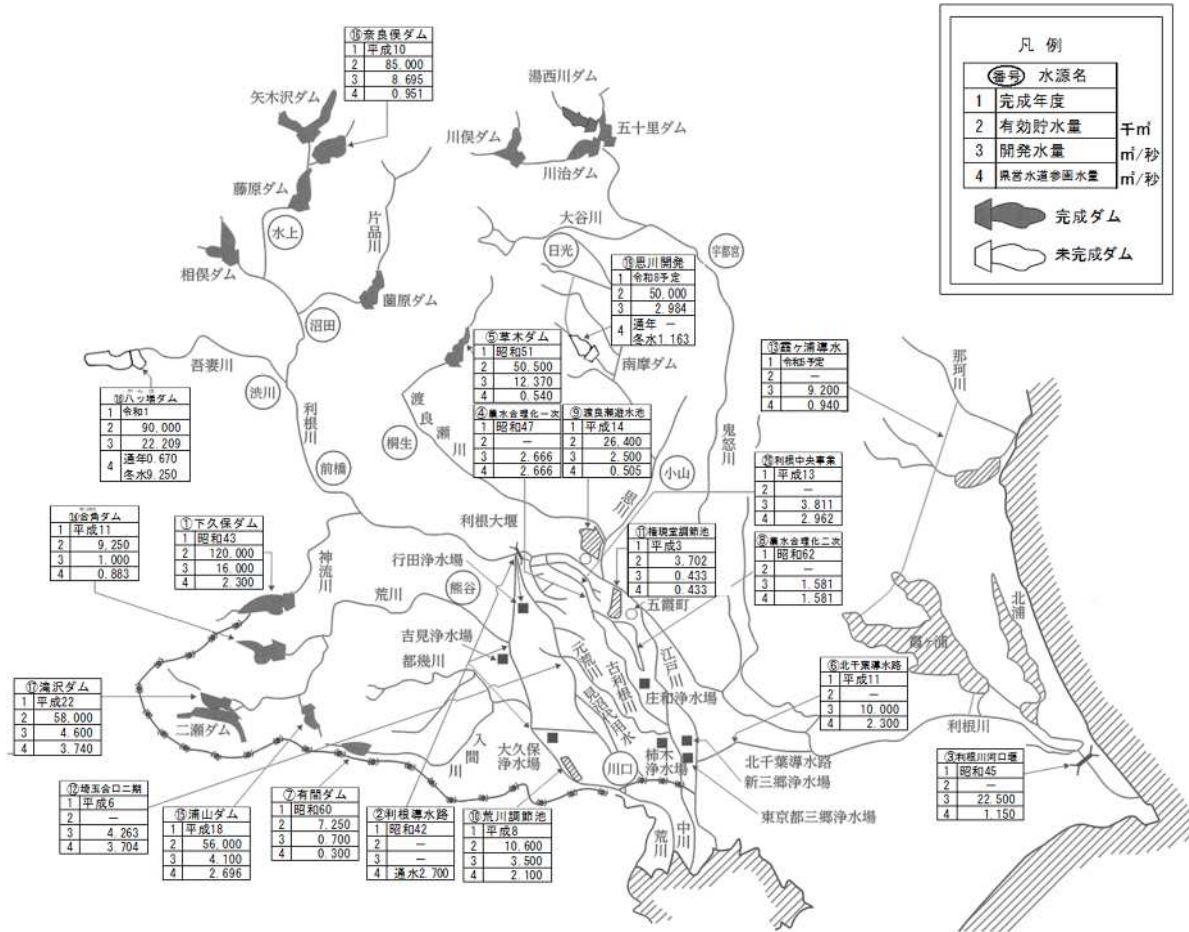 ⑯奈良俣ダム
1 平成10
2 85.000
3 8.695
4 0.951
凡 例
番号 水源名
1 完成年度
2 有効貯水量 千㎥
3 開発水量 ㎥/秒
4 県営水道参画水量 ㎥/秒
完成ダム
未完成ダム
矢木沢ダム
湯西川ダム
川俣ダム
五十里ダム
川治ダム
藤原ダム
水上
片品川
大谷川
日光
宇都宮
相俣ダム
薗原ダム
沼田
吾妻川
渋川
利根川
前橋
⑲思川開発
1 令和8予定
2 50.000
3 2.984
4 通年 －
冬水1.163
南摩ダム
⑤草木ダム
1 昭和51
2 50.500
3 12.370
4 0.540
渡良瀬川
桐生
鬼怒川
小山
思川
⑬霞ヶ浦導水
1 令和5予定
2 －
3 9.200
4 0.940
那珂川
⑱八ッ場ダム
1 令和1
2 90.000
3 22.209
4 通年0.670
冬水9.250
④農水合理化一次
1 昭和47
2 －
3 2.666
4 2.666
⑨渡良瀬遊水池
1 平成14
2 26.400
3 2.500
4 0.505
⑳利根中央事業
1 平成13
2 －
3 3.811
4 2.962
⑭合角ダム
1 平成11
2 9.250
3 1.000
4 0.883
①下久保ダム
1 昭和43
2 120.000
3 16.000
4 2.300
神流川
利根大堰
行田浄水場
熊谷
荒川
吉見浄水場
都幾川
⑪権現堂調節池
1 平成3
2 3.702
3 0.433
4 0.433
五霞町
⑧農水合理化二次
1 昭和62
2 －
3 1.581
4 1.581
北浦
霞ヶ浦
元荒川
見沼代用水
古利根川
江戸川
庄和浄水場
⑥北千葉導水路
1 平成11
2 －
3 10.000
4 2.300
利根川
⑰滝沢ダム
1 平成22
2 58.000
3 4.600
4 3.740
二瀬ダム
入間川
大久保
浄水場
川口
柿木
浄水場
北千葉導水路
新三郷浄水場
東京都三郷浄水場
③利根川河口堰
1 昭和45
2 －
3 22.500
4 1.150
⑫埼玉合口二期
1 平成6
2 －
3 4.263
4 3.704
⑮浦山ダム
1 平成18
2 56.000
3 4.100
4 2.696
⑦有間ダム
1 昭和60
2 7.250
3 0.700
4 0.300
②利根導水路
1 昭和42
2 －
3 －
4 通水2.700
⑩荒川調節池
1 平成8
2 10.600
3 3.500
4 2.100
荒川
中川